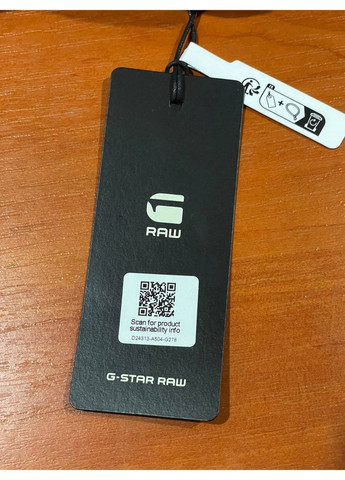 RAW
Scan for product
sustainability info
D24313-A504-G278
G-STAR RAW